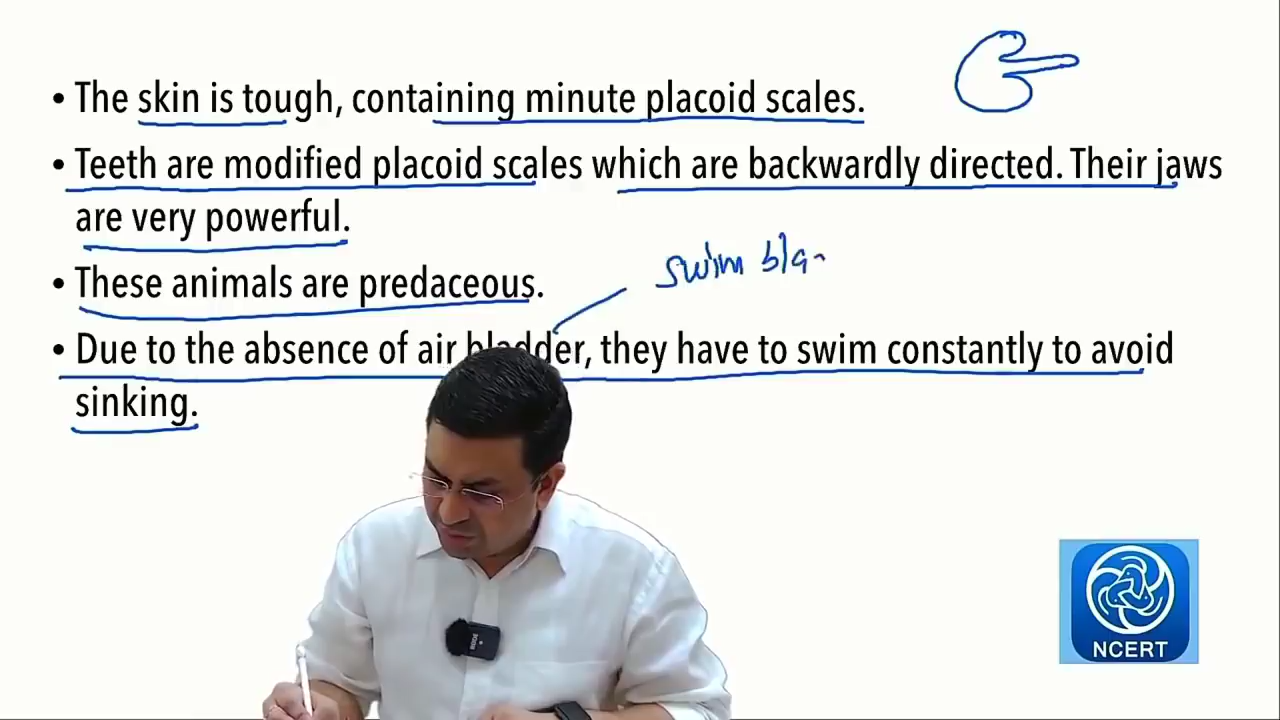 • The skin is tough, containing minute placoid scales.
• Teeth are modified placoid scales which are backwardly directed. Their jaws
are very powerful.
swim bla
• These animals are predaceous.
• Due to the absence of air bladder, they have to swim constantly to avoid
sinking.
RODE
NCERT